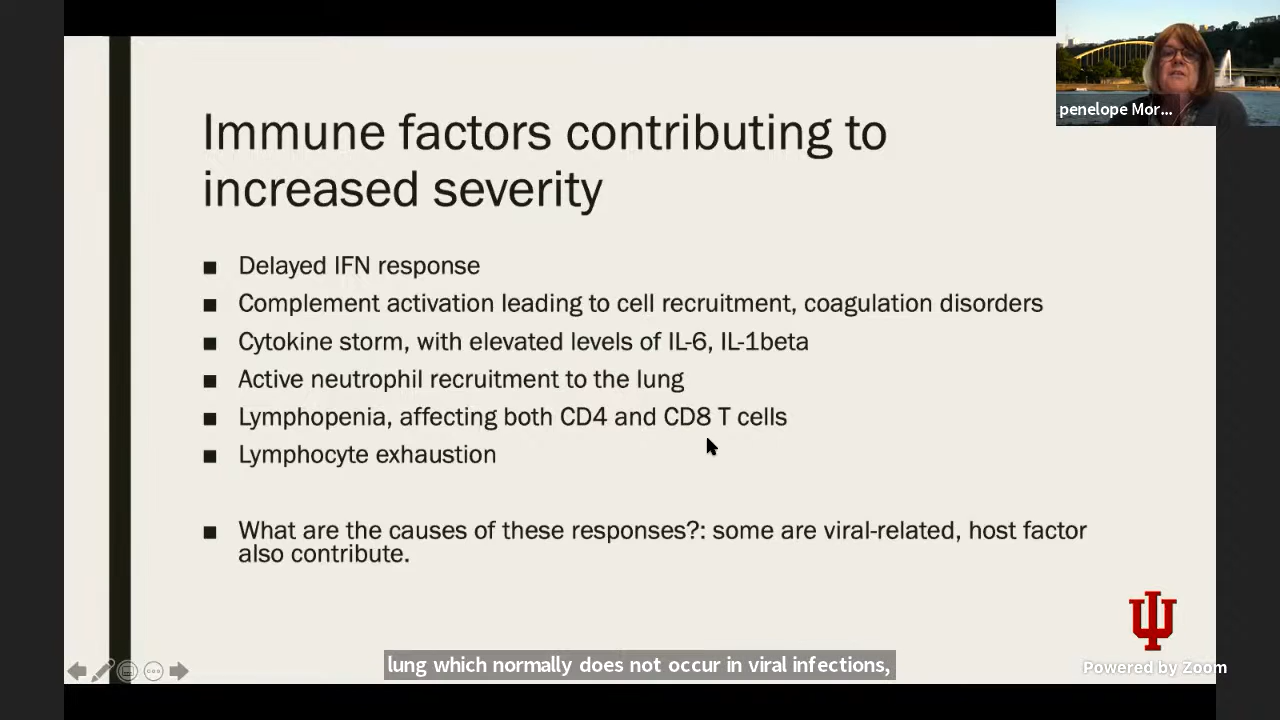 penelope Mor...
Immune factors contributing to
increased severity
■ Delayed IFN response
■ Complement activation leading to cell recruitment, coagulation disorders
■ Cytokine storm, with elevated levels of IL-6, IL-1beta
■ Active neutrophil recruitment to the lung
■ Lymphopenia, affecting both CD4 and CD8 T cells
■ Lymphocyte exhaustion
■ What are the causes of these responses?: some are viral-related, host factor
also contribute.
lung which normally does not occur in viral infections,
Powered by Zoom